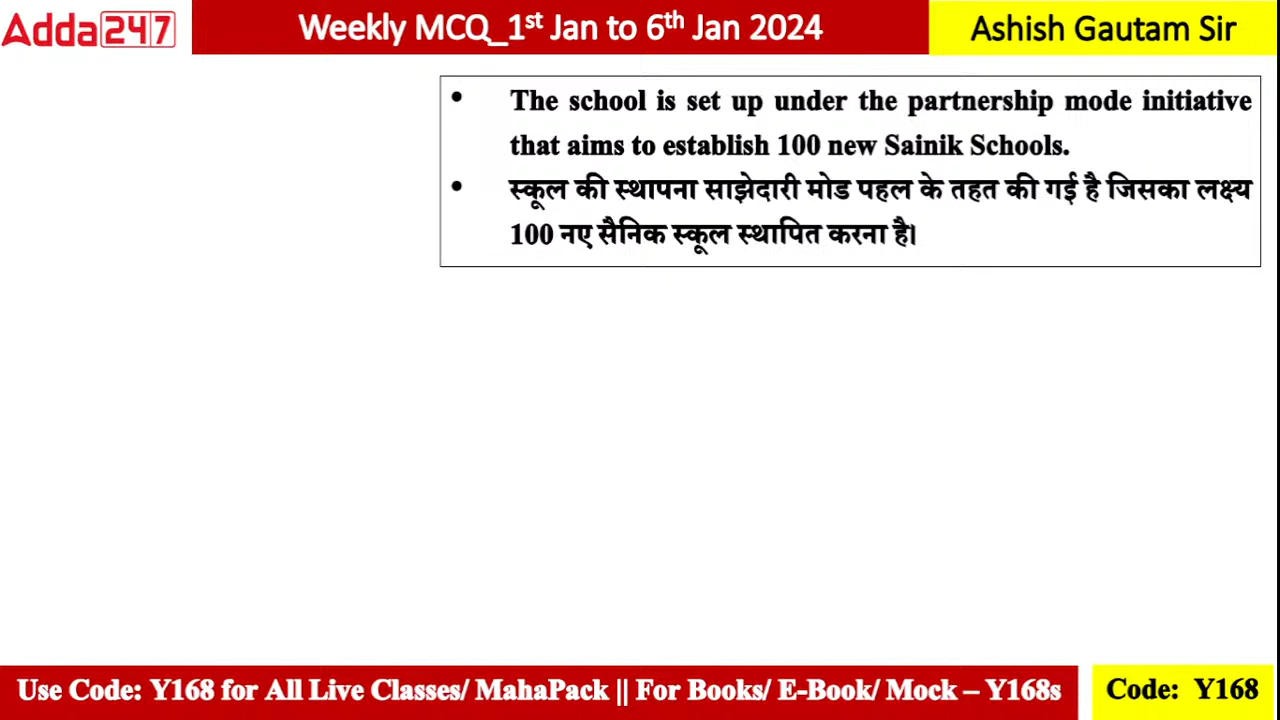 Adda247
Weekly MCQ_1st Jan to 6th Jan 2024
Ashish Gautam Sir
• The school is set up under the partnership mode initiative
that aims to establish 100 new Sainik Schools.
• स्कूल की स्थापना साझेदारी मोड पहल के तहत की गई है जिसका लक्ष्य
100 नए सैनिक स्कूल स्थापित करना है।
Use Code: Y168 for All Live Classes/ MahaPack || For Books/ E-Book/ Mock – Y168s
Code: Y168